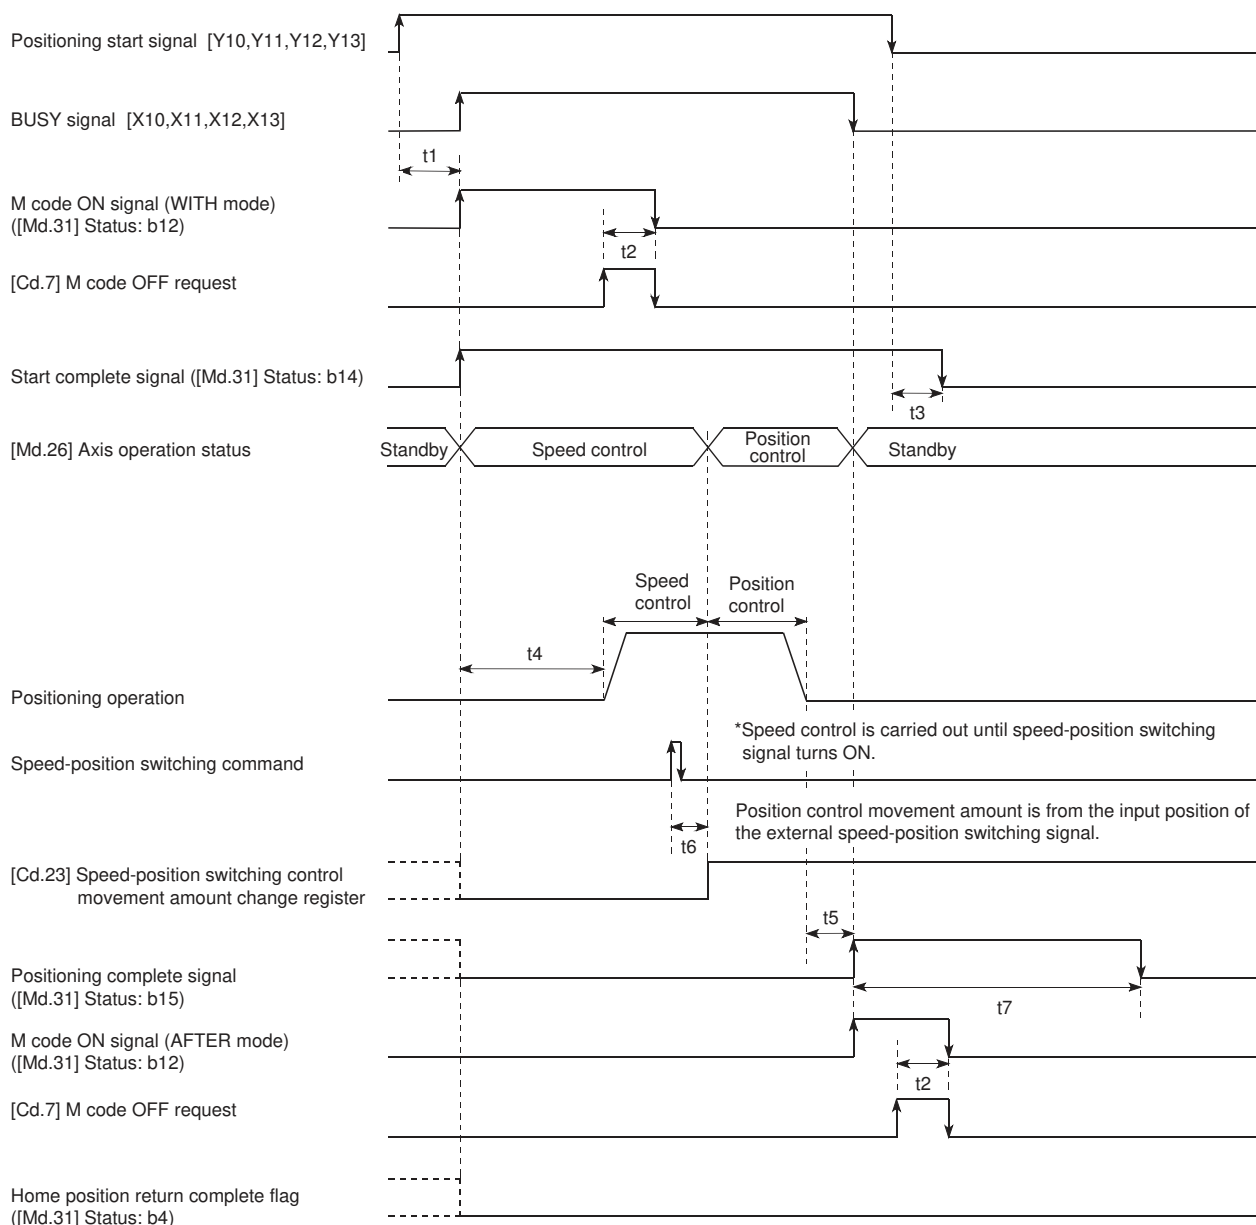 Positioning start signal [Y10,Y11,Y12,Y13]
BUSY signal [X10,X11,X12,X13]
t1
M code ON signal (WITH mode)
([Md.31] Status: b12)
t2
[Cd.7] M code OFF request
Start complete signal ([Md.31] Status: b14)
t3
[Md.26] Axis operation status
Standby
Speed control
Position
control
Standby
Speed
control
Position
control
t4
Positioning operation
*Speed control is carried out until speed-position switching
signal turns ON.
Speed-position switching command
Position control movement amount is from the input position of
the external speed-position switching signal.
t6
[Cd.23] Speed-position switching control
movement amount change register
t5
Positioning complete signal
([Md.31] Status: b15)
t7
M code ON signal (AFTER mode)
([Md.31] Status: b12)
t2
[Cd.7] M code OFF request
Home position return complete flag
([Md.31] Status: b4)